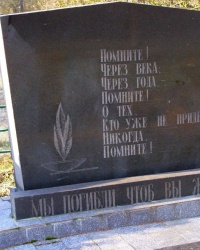 Помните!
Через века
Через года
Помните!
О тех
Кто уже не
Никогда
Помните!
МЫ ПОГИБЛИ ЧТОБ ВЫ